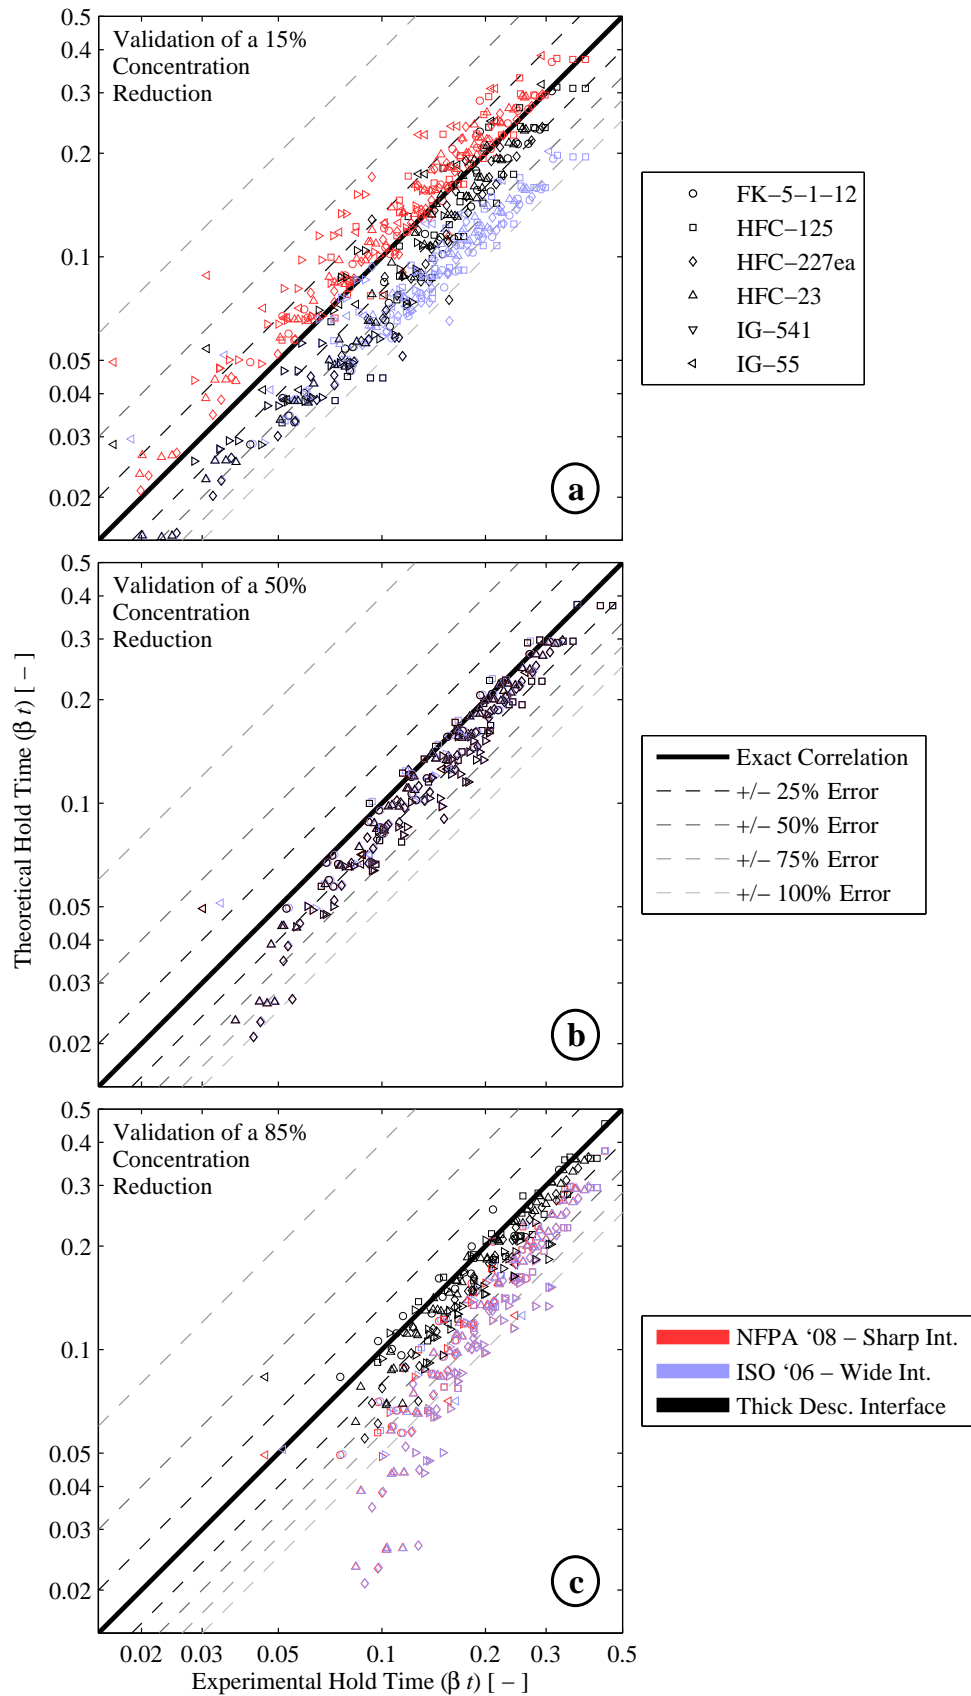 0.5
0.4
0.3
0.2
0.1
0.05
0.04
0.03
0.02
Validation of a 15%
Concentration
Reduction
a
FK−5−1−12
HFC−125
HFC−227ea
HFC−23
IG−541
IG−55
0.5
0.4
0.3
0.2
0.1
0.05
0.04
0.03
0.02
Validation of a 50%
Concentration
Reduction
b
Theoretical Hold Time (β t) [ − ]
Exact Correlation
+/− 25% Error
+/− 50% Error
+/− 75% Error
+/− 100% Error
0.5
0.4
0.3
0.2
0.1
0.05
0.04
0.03
0.02
Validation of a 85%
Concentration
Reduction
c
NFPA ‘08 – Sharp Int.
ISO ‘06 – Wide Int.
Thick Desc. Interface
0.02 0.03 0.05 0.1 0.2 0.3 0.5
Experimental Hold Time (β t) [ − ]